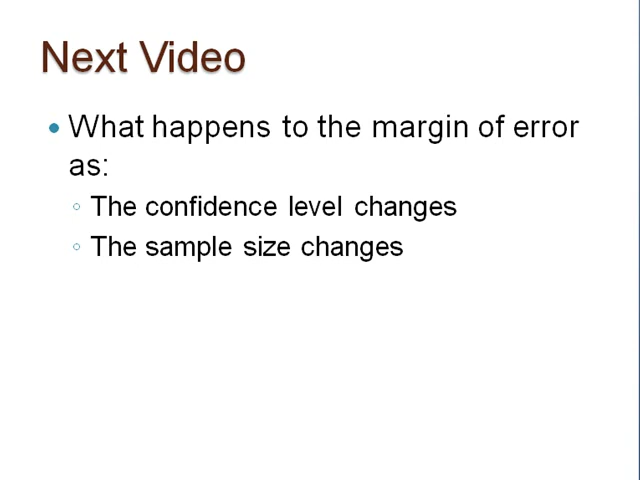 Next Video
• What happens to the margin of error
as:
◦ The confidence level changes
◦ The sample size changes